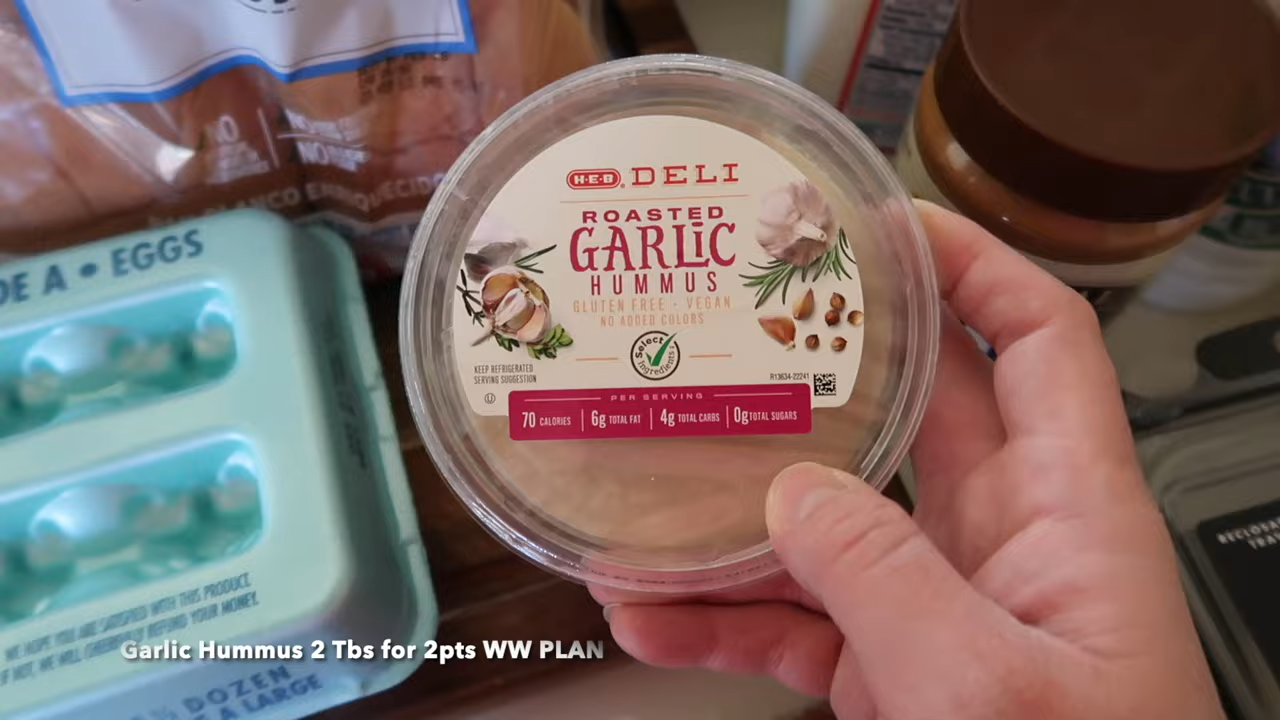 DE A • EGGS
H-E-B® DELI
ROASTED
GARLIC
HUMMUS
GLUTEN FREE • VEGAN
NO ADDED COLORS
Select
Ingredients
KEEP REFRIGERATED
SERVING SUGGESTION
R13634-22241
PER SERVING
70 CALORIES
6g TOTAL FAT
4g TOTAL CARBS
0g TOTAL SUGARS
WE HOPE YOU ARE SATISFIED WITH THIS PRODUCT.
IF NOT, WE WILL CHEERFULLY REFUND YOUR MONEY.
DOZEN
A LARGE
Garlic Hummus 2 Tbs for 2pts WW PLAN